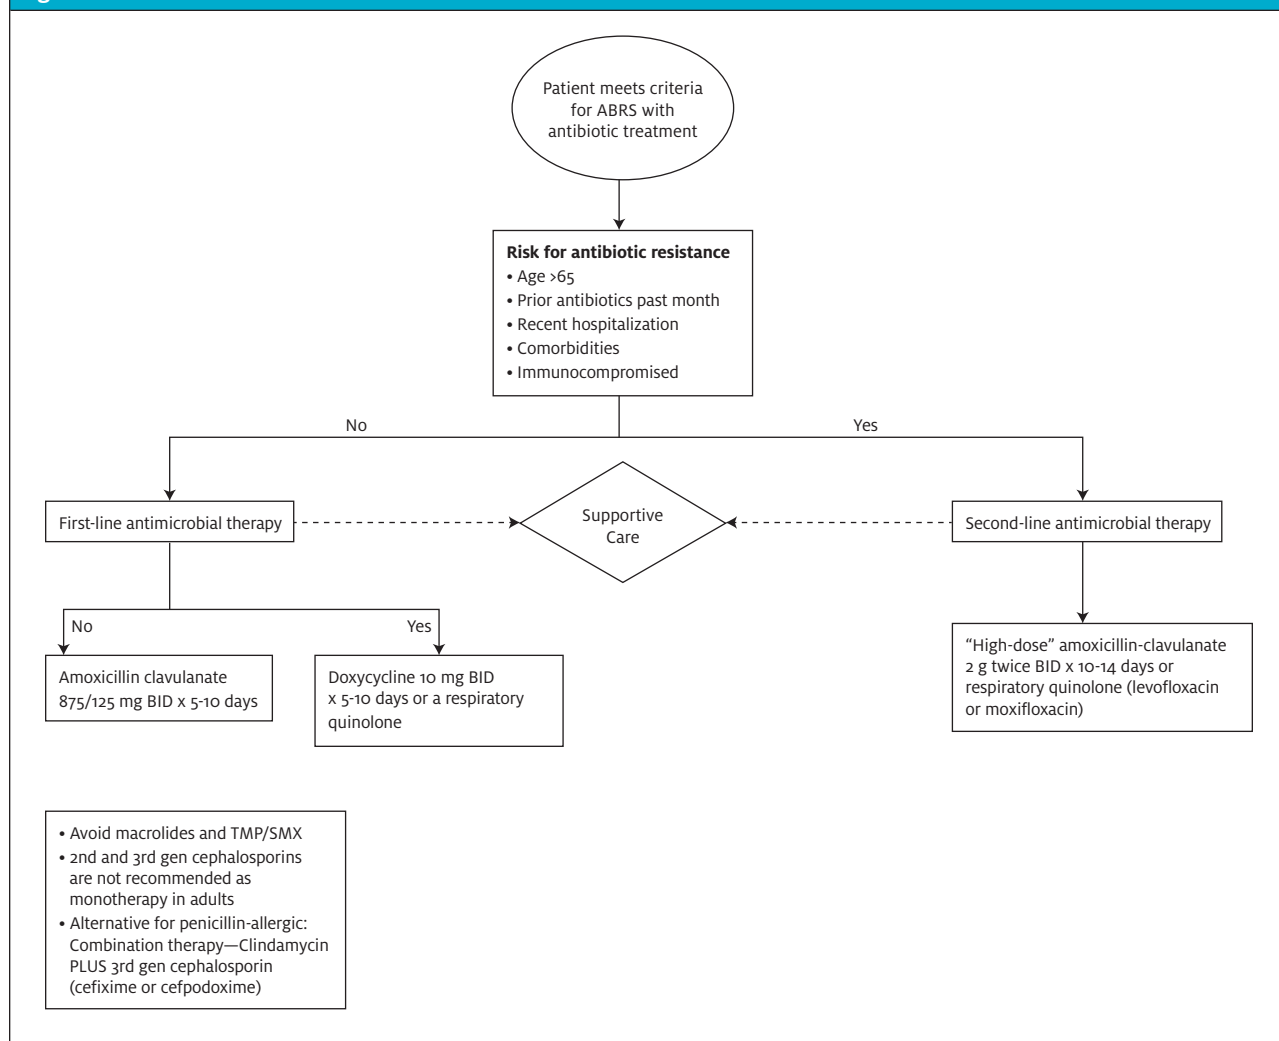 Patient meets criteria
for ABRS with
antibiotic treatment
Risk for antibiotic resistance
• Age >65
• Prior antibiotics past month
• Recent hospitalization
• Comorbidities
• Immunocompromised
No
Yes
First-line antimicrobial therapy
Supportive
Care
Second-line antimicrobial therapy
No
Yes
Amoxicillin clavulanate
875/125 mg BID x 5-10 days
Doxycycline 10 mg BID
x 5-10 days or a respiratory
quinolone
“High-dose” amoxicillin-clavulanate
2 g twice BID x 10-14 days or
respiratory quinolone (levofloxacin
or moxifloxacin)
• Avoid macrolides and TMP/SMX
• 2nd and 3rd gen cephalosporins
are not recommended as
monotherapy in adults
• Alternative for penicillin-allergic:
Combination therapy—Clindamycin
PLUS 3rd gen cephalosporin
(cefixime or cefpodoxime)